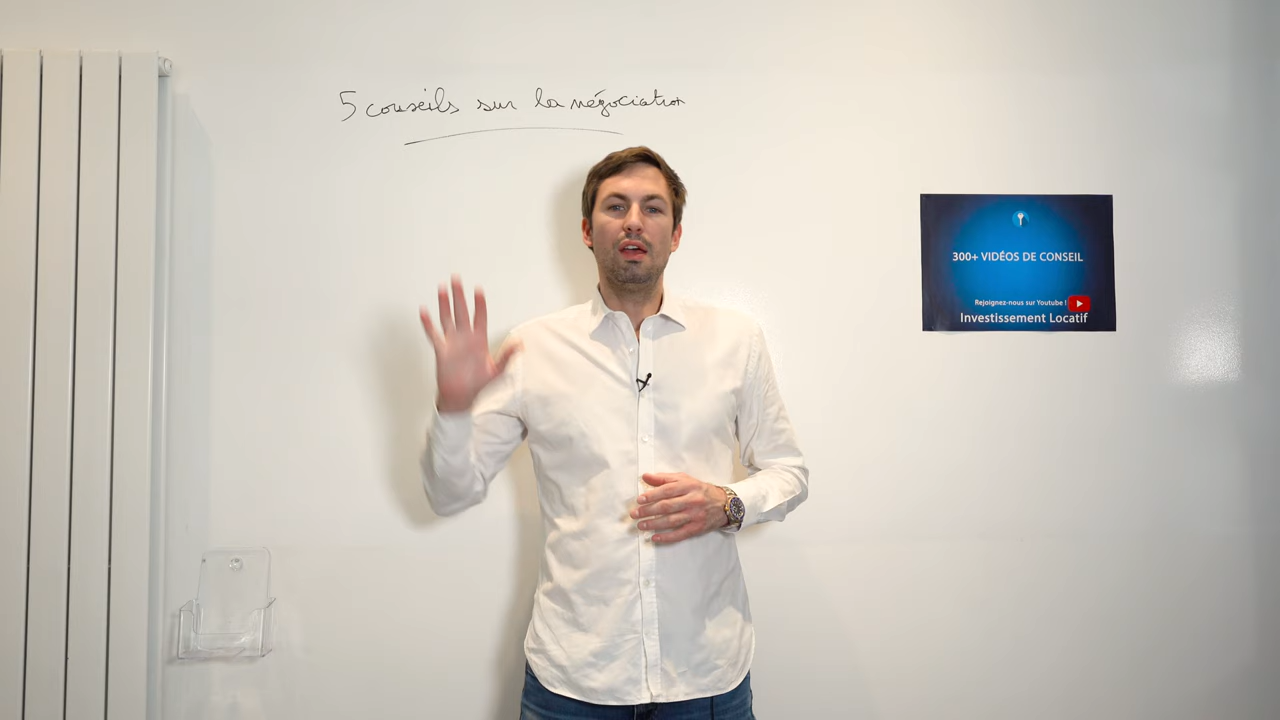 5 conseils sur la négociation
300+ VIDÉOS DE CONSEIL
Rejoignez-nous sur Youtube !
Investissement Locatif